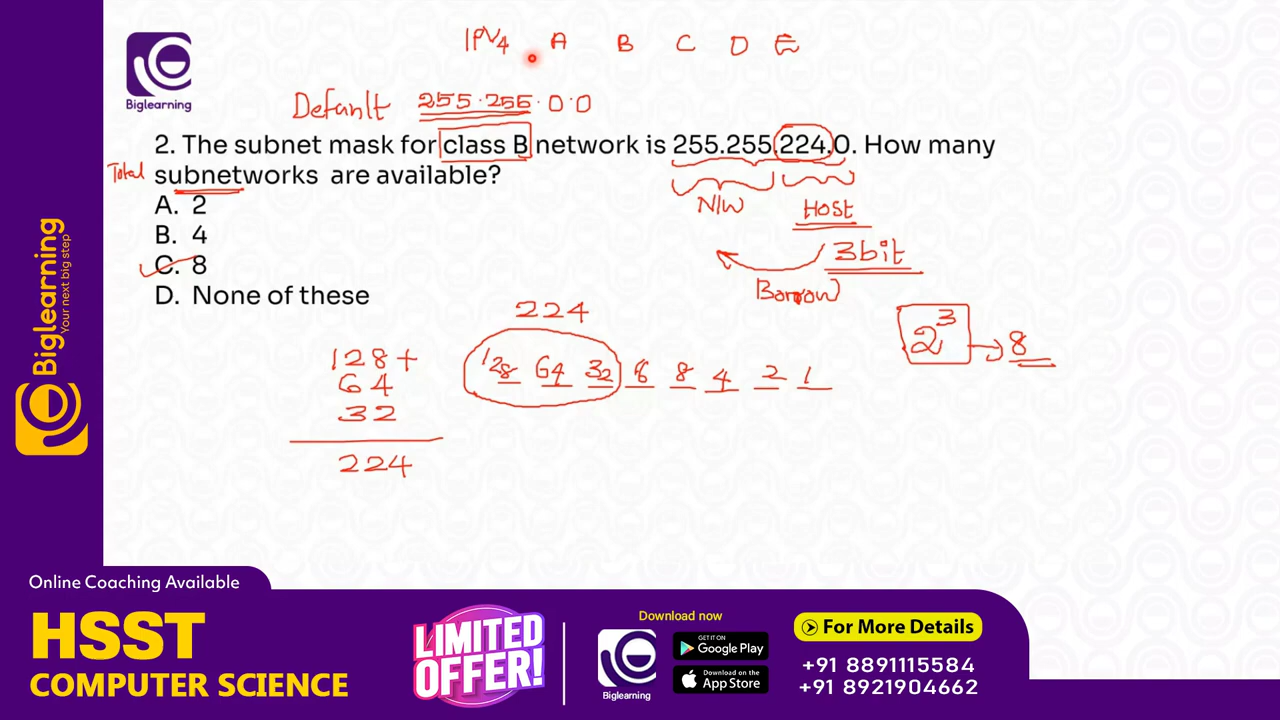 IPV4 A B C D E
Biglearning
Default 255.255.0.0
2. The subnet mask for class B network is 255.255.224.0. How many
Total subnetworks are available?
A. 2
B. 4
C. 8
D. None of these
N/W Host
3bit
Borrow
224
2^3 → 8
128 64 32 8 4 2 1
128+
64
32
224
Biglearning
Your next big step
Online Coaching Available
HSST
COMPUTER SCIENCE
LIMITED
OFFER!
Download now
Biglearning
GET IT ON
Google Play
Download on the
App Store
For More Details
+91 8891115584
+91 8921904662